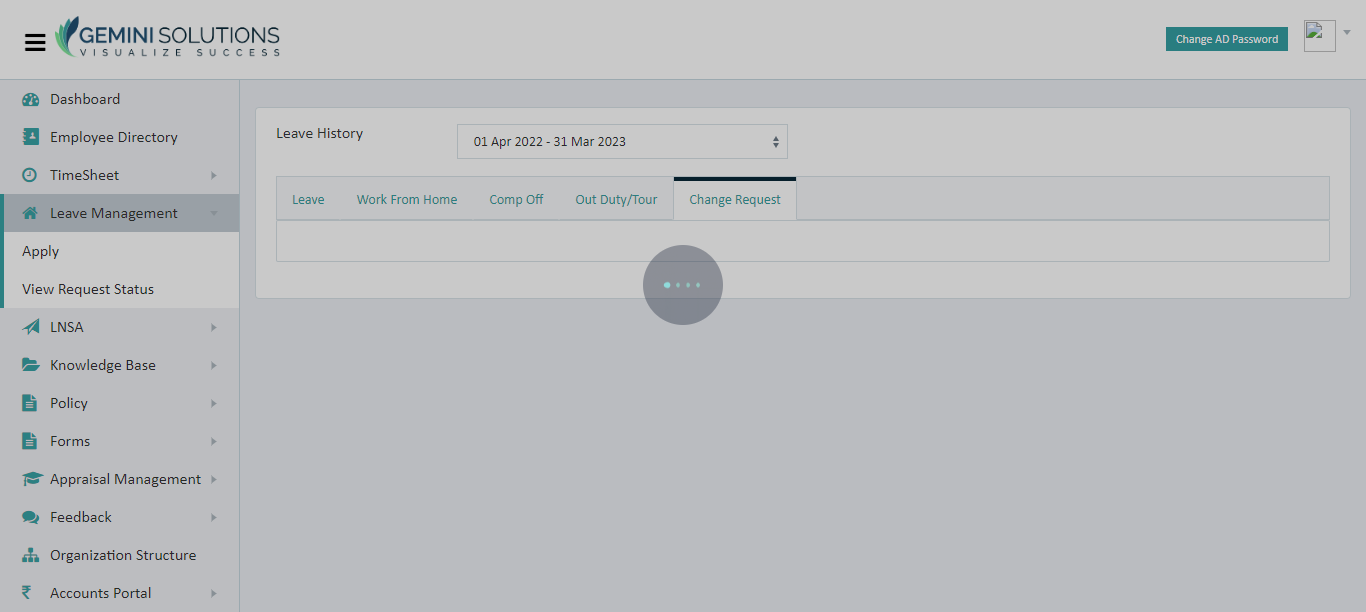 GEMINI SOLUTIONS
VISUALIZE SUCCESS
Change AD Password
Dashboard
Employee Directory
TimeSheet
Leave Management
Apply
View Request Status
LNSA
Knowledge Base
Policy
Forms
Appraisal Management
Feedback
Organization Structure
Accounts Portal
Leave History
01 Apr 2022 - 31 Mar 2023
Leave Work From Home Comp Off Out Duty/Tour Change Request